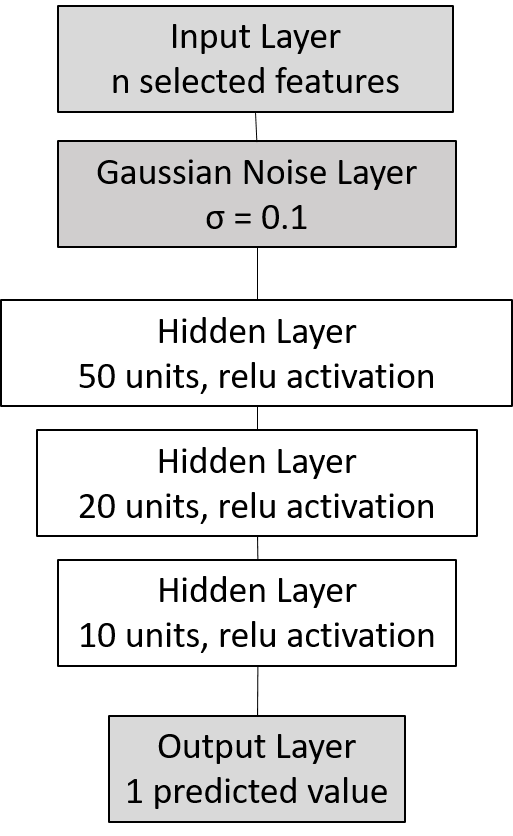 Input Layer
n selected features
Gaussian Noise Layer
σ = 0.1
Hidden Layer
50 units, relu activation
Hidden Layer
20 units, relu activation
Hidden Layer
10 units, relu activation
Output Layer
1 predicted value